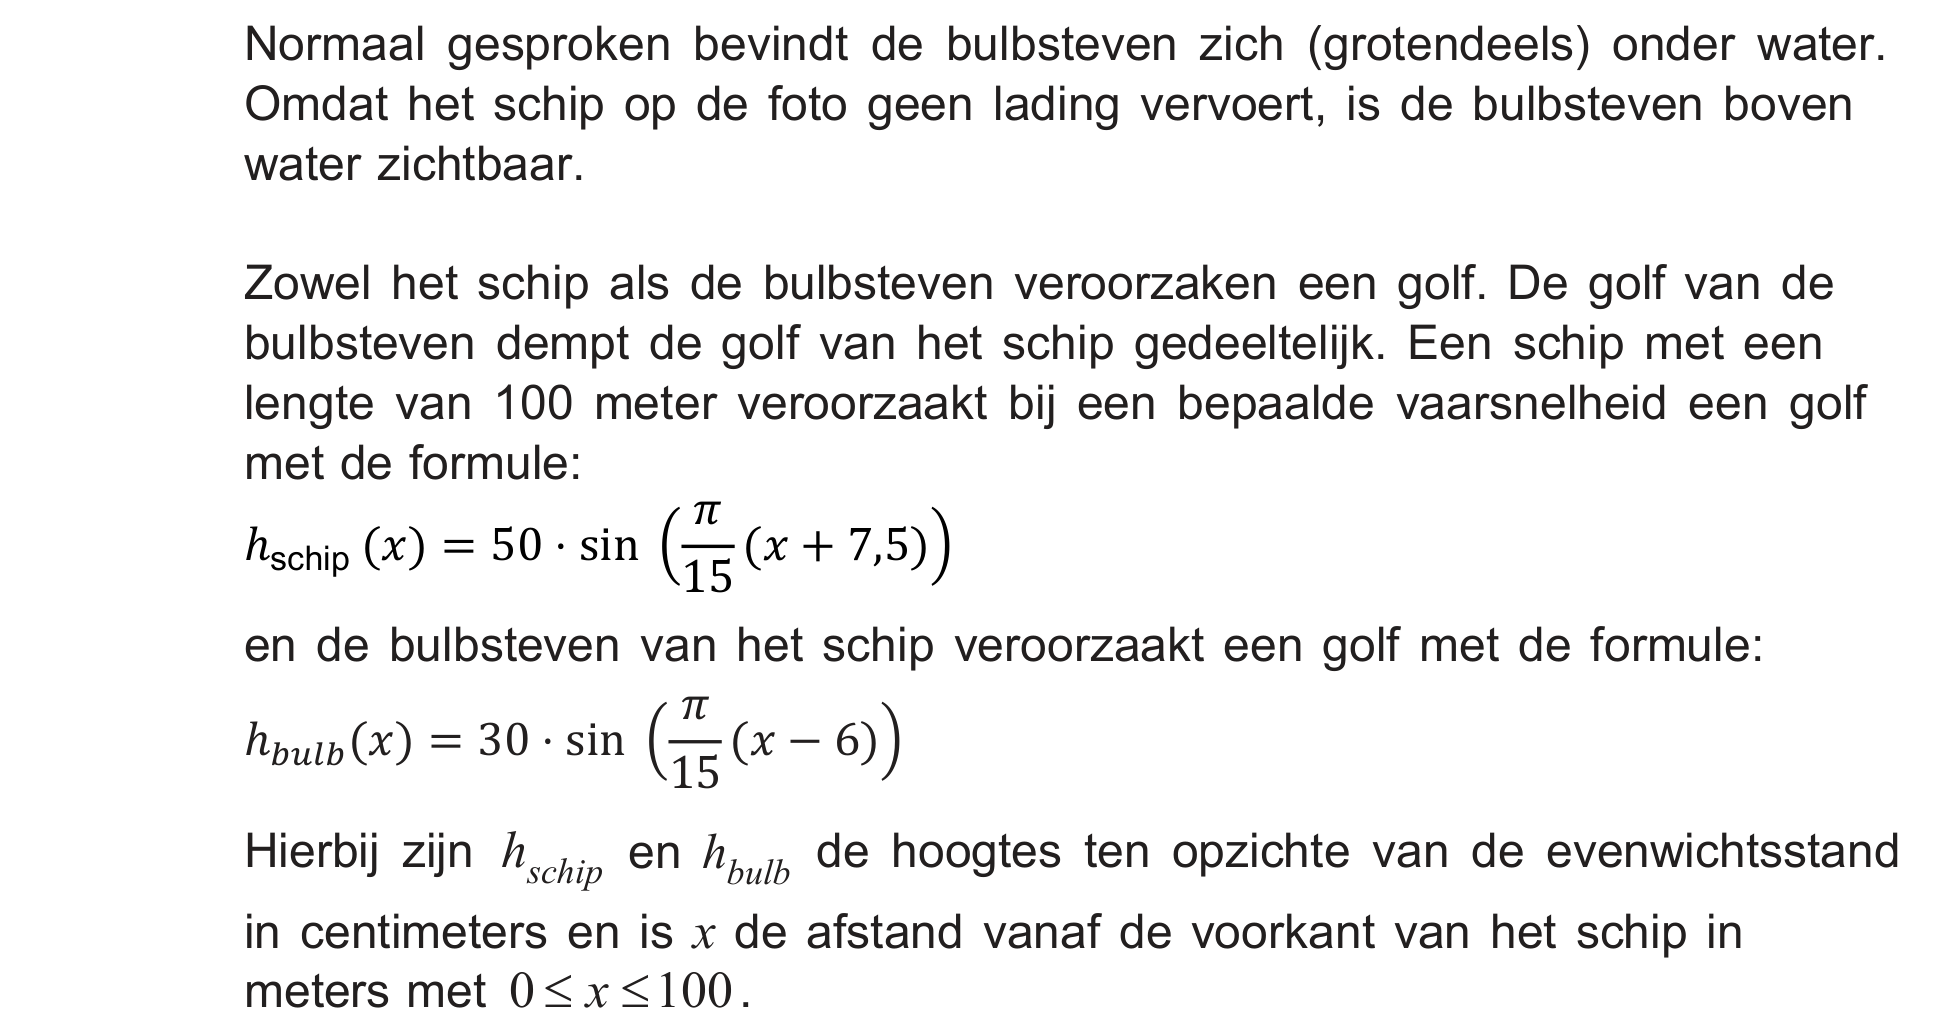 Normaal gesproken bevindt de bulbsteven zich (grotendeels) onder water.
Omdat het schip op de foto geen lading vervoert, is de bulbsteven boven
water zichtbaar.
Zowel het schip als de bulbsteven veroorzaken een golf. De golf van de
bulbsteven dempt de golf van het schip gedeeltelijk. Een schip met een
lengte van 100 meter veroorzaakt bij een bepaalde vaarsnelheid een golf
met de formule:
h_schip (x) = 50 · sin (π/15 (x + 7,5))
en de bulbsteven van het schip veroorzaakt een golf met de formule:
h_bulb(x) = 30 · sin (π/15 (x − 6))
Hierbij zijn h_schip en h_bulb de hoogtes ten opzichte van de evenwichtsstand
in centimeters en is x de afstand vanaf de voorkant van het schip in
meters met 0 ≤ x ≤ 100.